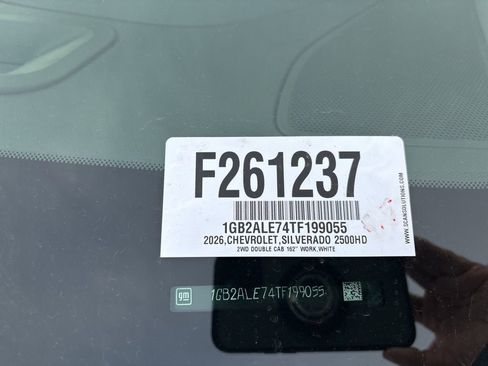 F261237
1GB2ALE74TF199055
2026,CHEVROLET,SILVERADO 2500HD
2WD DOUBLE CAB 162" WORK,WHITE
WWW.SCANSOLUTIONS.COM
gm 1GB2ALE74TF199055